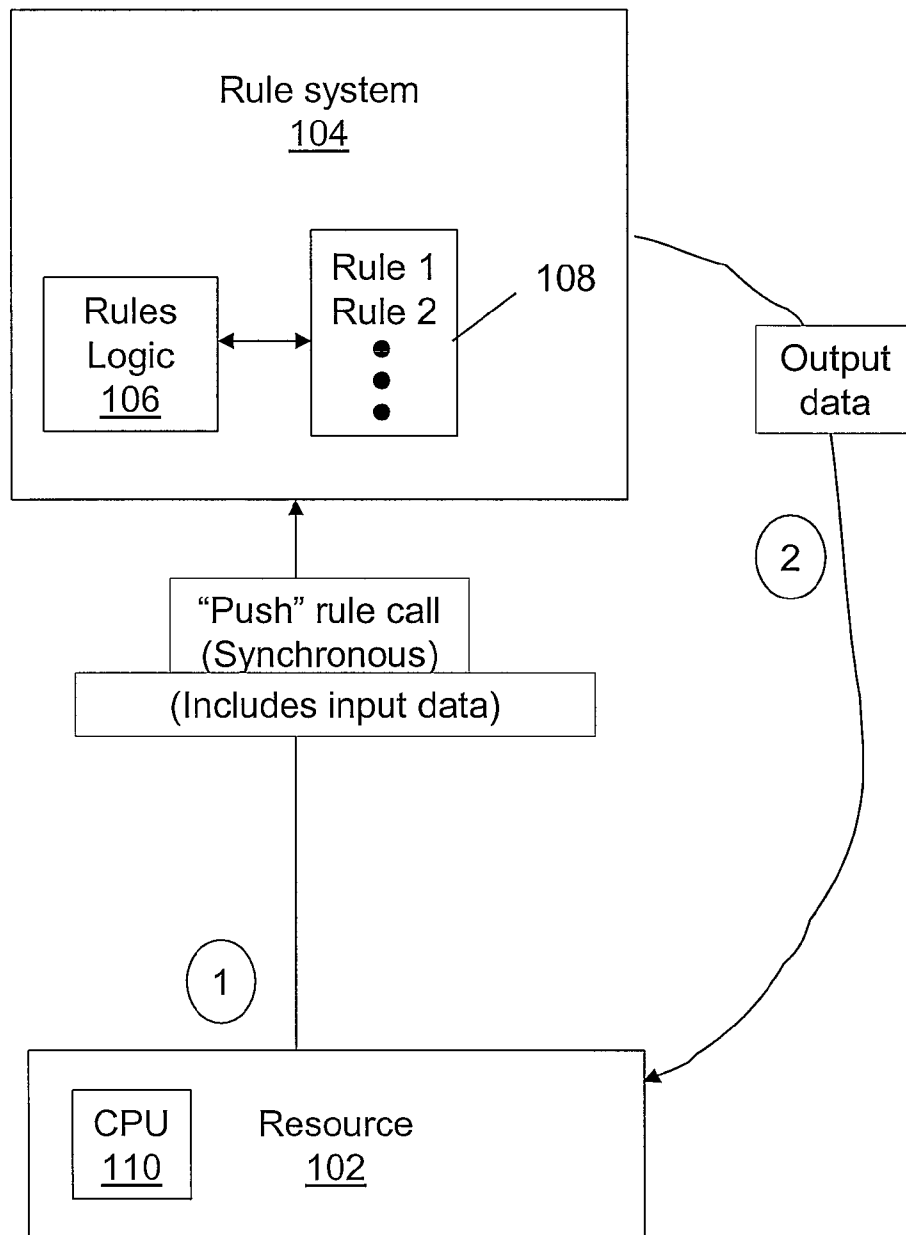 Rule system
104
Rules
Logic
106
Rule 1
Rule 2
108
Output
data
2
“Push” rule call
(Synchronous)
(Includes input data)
1
CPU
110
Resource
102